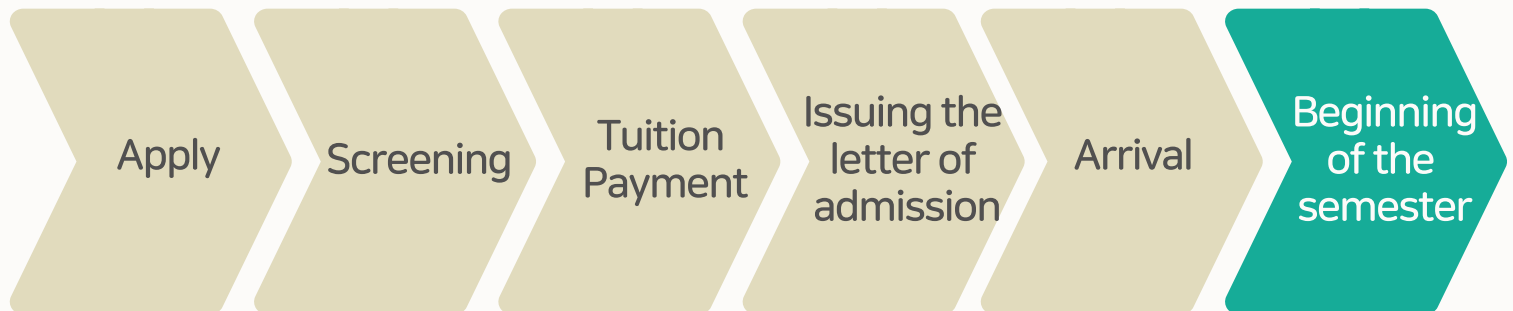 Apply
Screening
Tuition
Payment
Issuing the
letter of
admission
Arrival
Beginning
of the
semester